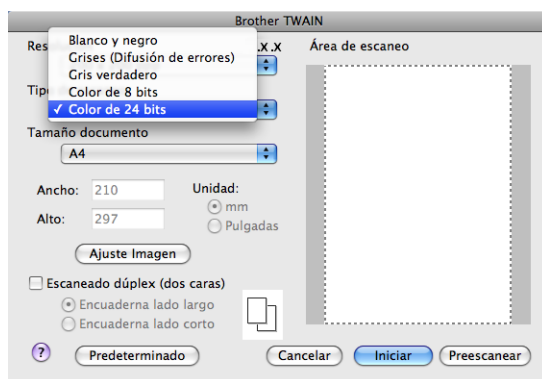 Brother TWAIN
Blanco y negro
Grises (Difusión de errores)
Gris verdadero
Color de 8 bits
✓ Color de 24 bits
Res
.X.X
Tip
Área de escaneo
Tamaño documento
A4
Ancho: 210
Unidad:
mm
Alto: 297
Pulgadas
Ajuste Imagen
Escaneado dúplex (dos caras)
Encuaderna lado largo
Encuaderna lado corto
? Predeterminado Cancelar Iniciar Preescanear